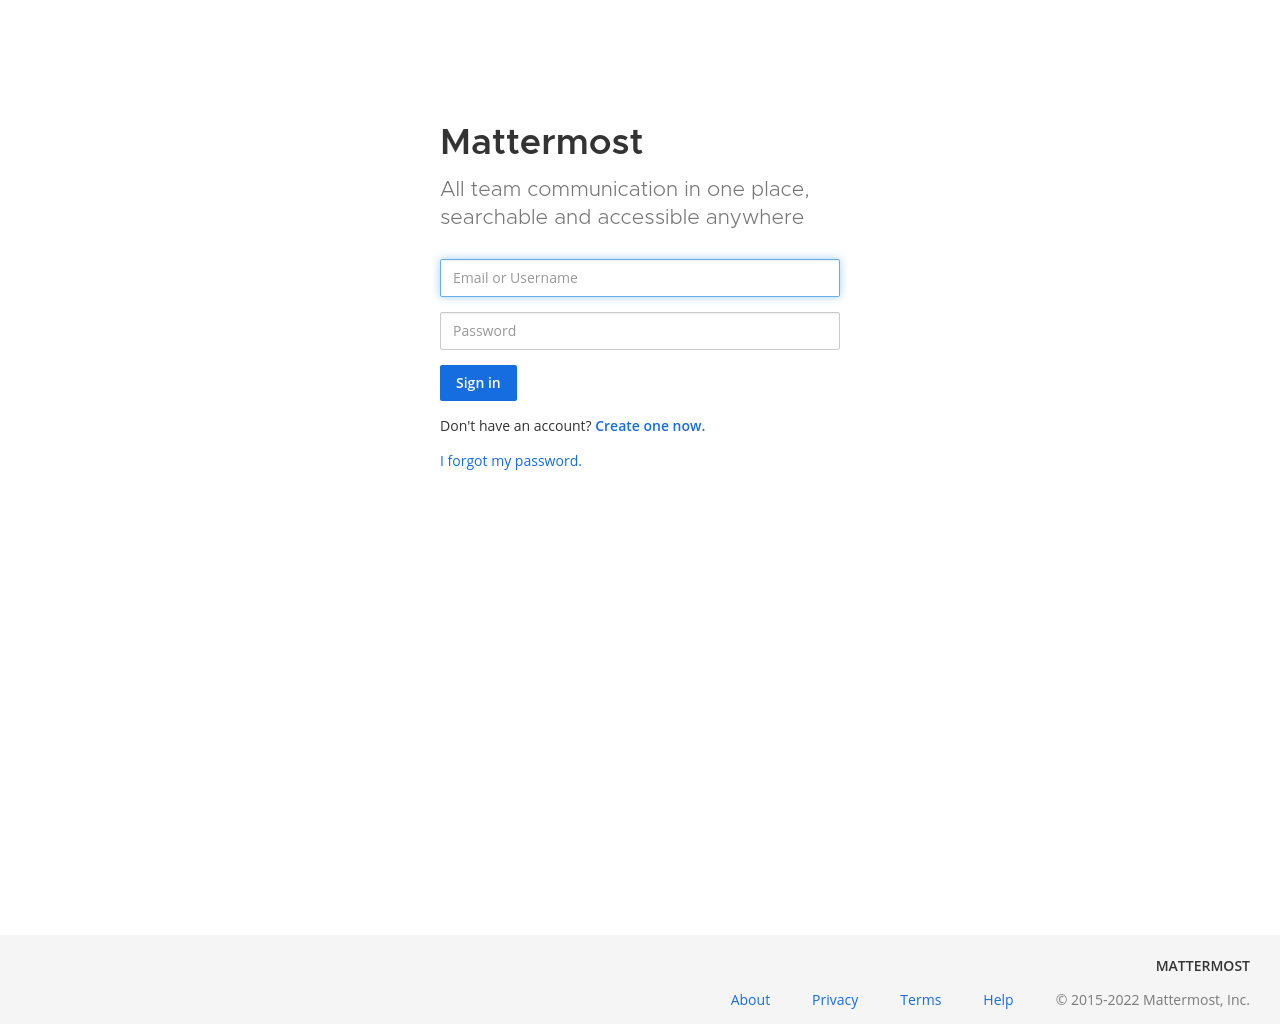 Mattermost
All team communication in one place,
searchable and accessible anywhere
Email or Username
Password
Sign in
Don't have an account? Create one now.
I forgot my password.
MATTERMOST
About Privacy Terms Help © 2015-2022 Mattermost, Inc.